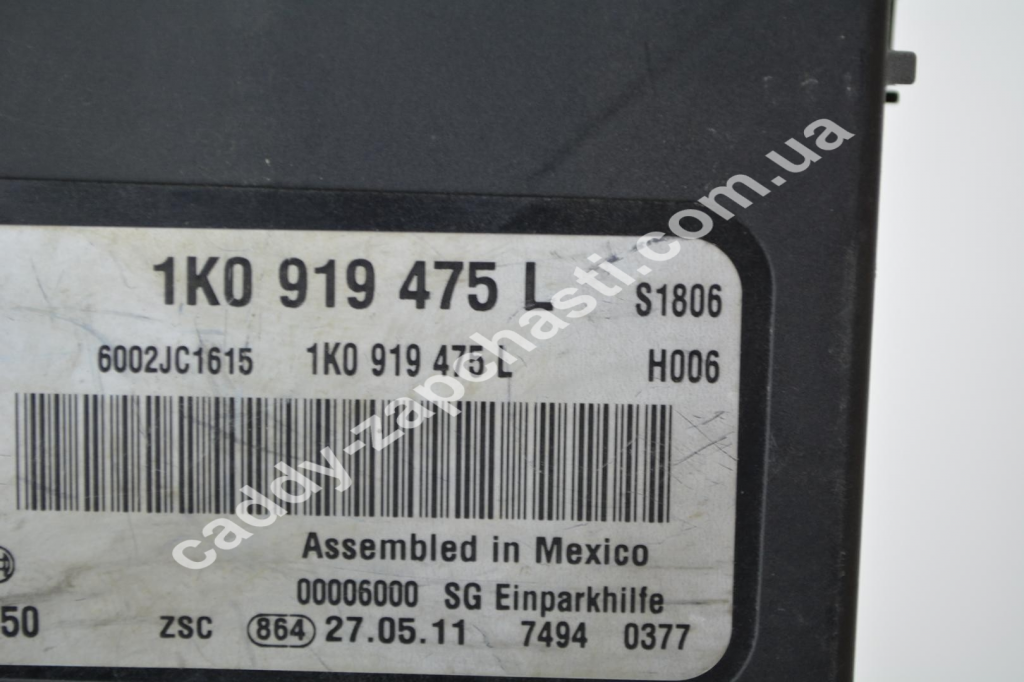 1K0 919 475 L S1806
6002JC1615 1K0 919 475 L H006
Assembled in Mexico
00006000 SG Einparkhilfe
50 ZSC 864 27.05.11 7494 0377
caddy-zapchasti.com.ua